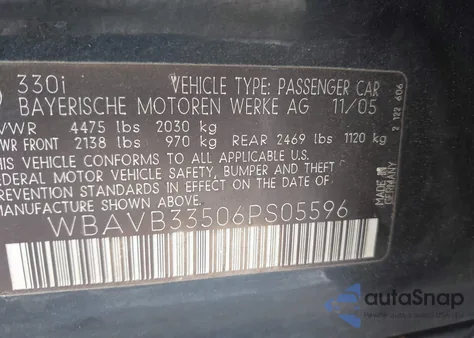 330i VEHICLE TYPE: PASSENGER CAR
BAYERISCHE MOTOREN WERKE AG 11/05
VWR 4475 lbs 2030 kg
FRONT 2138 lbs 970 kg REAR 2469 lbs 1120 kg
THIS VEHICLE CONFORMS TO ALL APPLICABLE
FEDERAL MOTOR VEHICLE SAFETY, BUMPER AND THEFT
PREVENTION STANDARDS IN EFFECT ON THE DATE OF
MANUFACTURE SHOWN ABOVE.
WBAVB33506PS05596
MADE IN
GERMANY
2 122 606
autoSnap